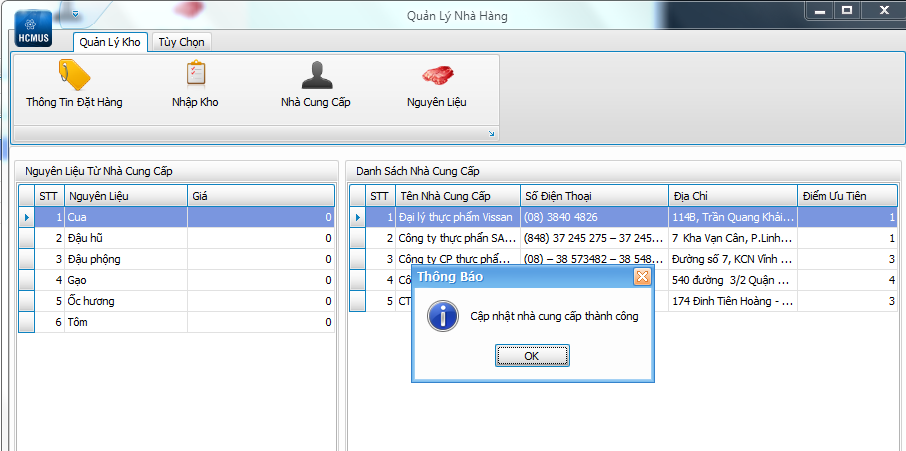 Quản Lý Nhà Hàng
HCMUS
Quản Lý Kho Tùy Chọn
Thông Tin Đặt Hàng Nhập Kho Nhà Cung Cấp Nguyên Liệu
Nguyên Liệu Từ Nhà Cung Cấp
STT Nguyên Liệu Giá
1 Cua 0
2 Đậu hũ 0
3 Đậu phộng 0
4 Gạo 0
5 Ốc hương 0
6 Tôm 0
Danh Sách Nhà Cung Cấp
STT Tên Nhà Cung Cấp Số Điện Thoại Địa Chỉ Điểm Ưu Tiên
1 Đại lý thực phẩm Vissan (08) 3840 4826 114B, Trần Quang Khải... 1
2 Công ty thực phẩn SA... (848) 37 245 275 – 37 245... 7 Kha Vạn Cân, P.Linh... 1
3 Công ty CP thực phẩ... (08) – 38 573482 – 38 548... Đường số 7, KCN Vĩnh ... 3
4 540 đường 3/2 Quận ... 4
5 174 Đinh Tiên Hoàng - ... 3
Thông Báo
Cập nhật nhà cung cấp thành công
OK